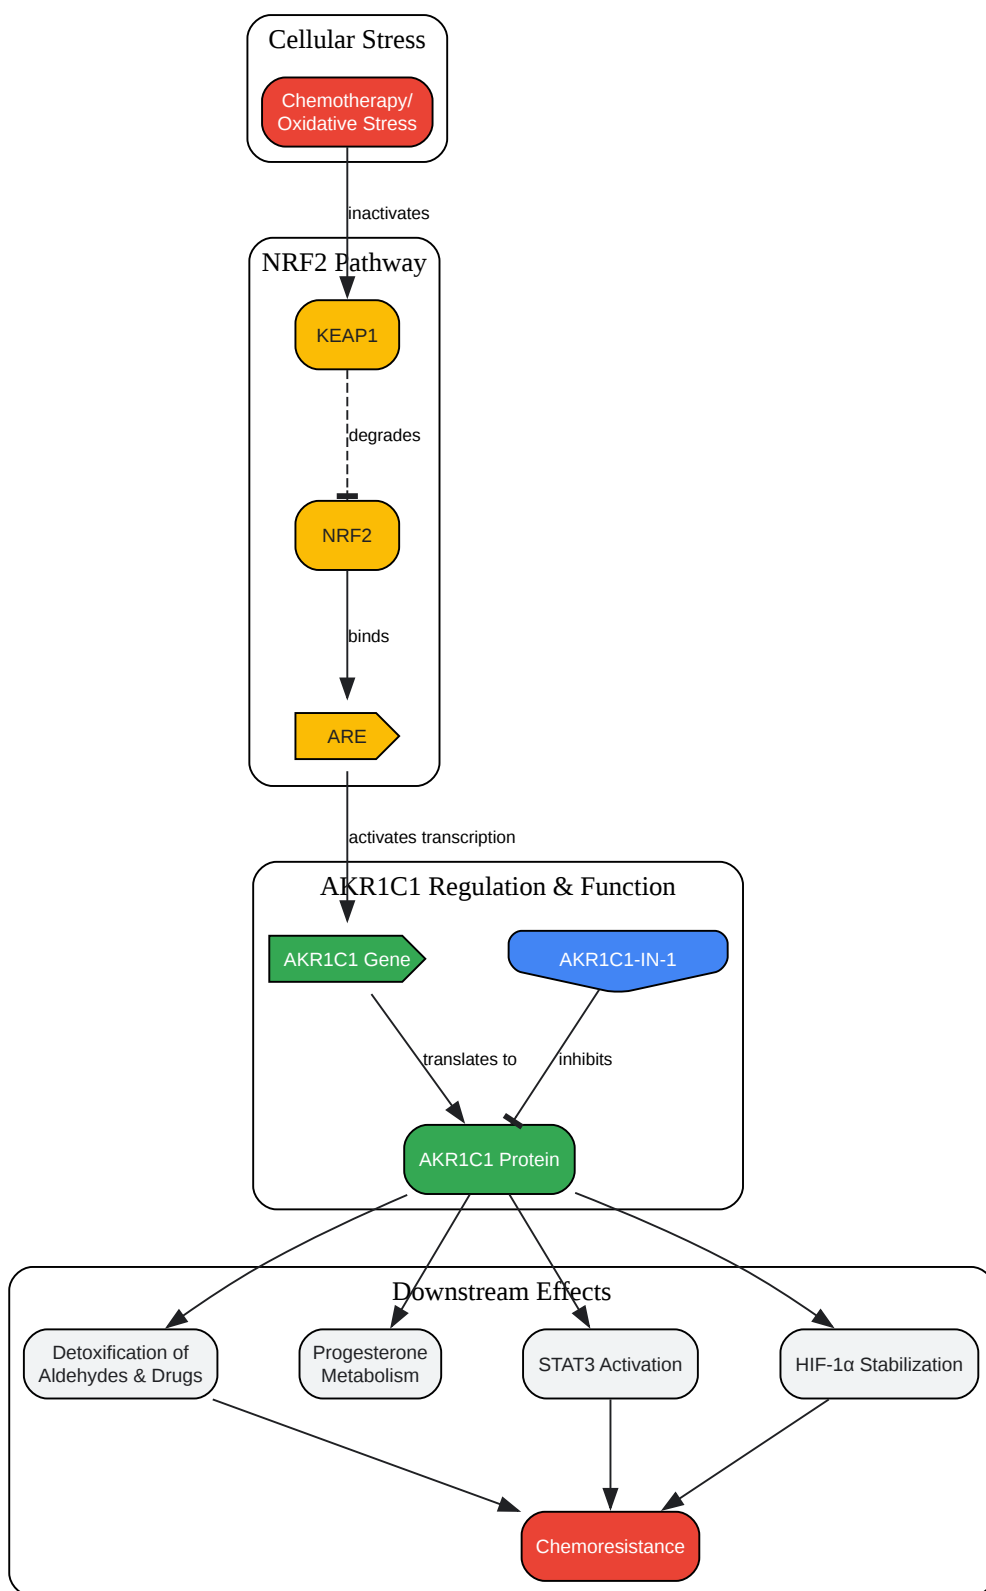 Cellular Stress
Chemotherapy/
Oxidative Stress
inactivates
NRF2 Pathway
KEAP1
degrades
NRF2
binds
ARE
activates transcription
AKR1C1 Regulation & Function
AKR1C1 Gene
AKR1C1-IN-1
translates to
inhibits
AKR1C1 Protein
Downstream Effects
Detoxification of
Aldehydes & Drugs
Progesterone
Metabolism
STAT3 Activation
HIF-1α Stabilization
Chemoresistance